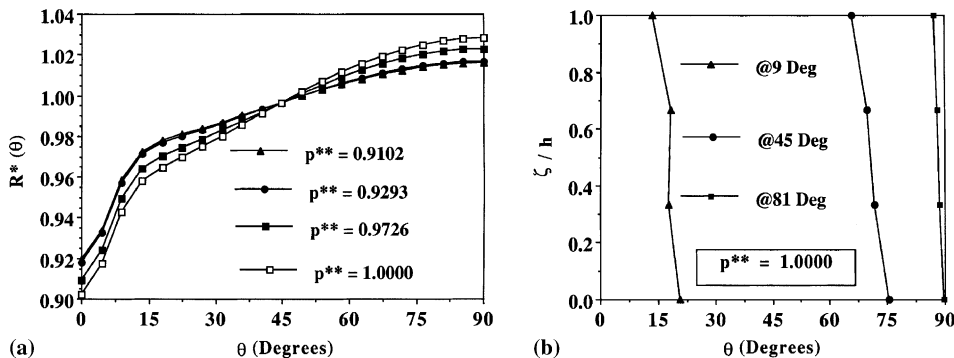 1.04
1.02
1.00
0.98
0.96
0.94
0.92
0.90
R* (θ)
p** = 0.9102
p** = 0.9293
p** = 0.9726
p** = 1.0000
0 15 30 45 60 75 90
(a) θ (Degrees)
1.0
0.8
0.6
0.4
0.2
0.0
ζ / h
@9 Deg
@45 Deg
@81 Deg
p** = 1.0000
0 15 30 45 60 75 90
(b) θ (Degrees)